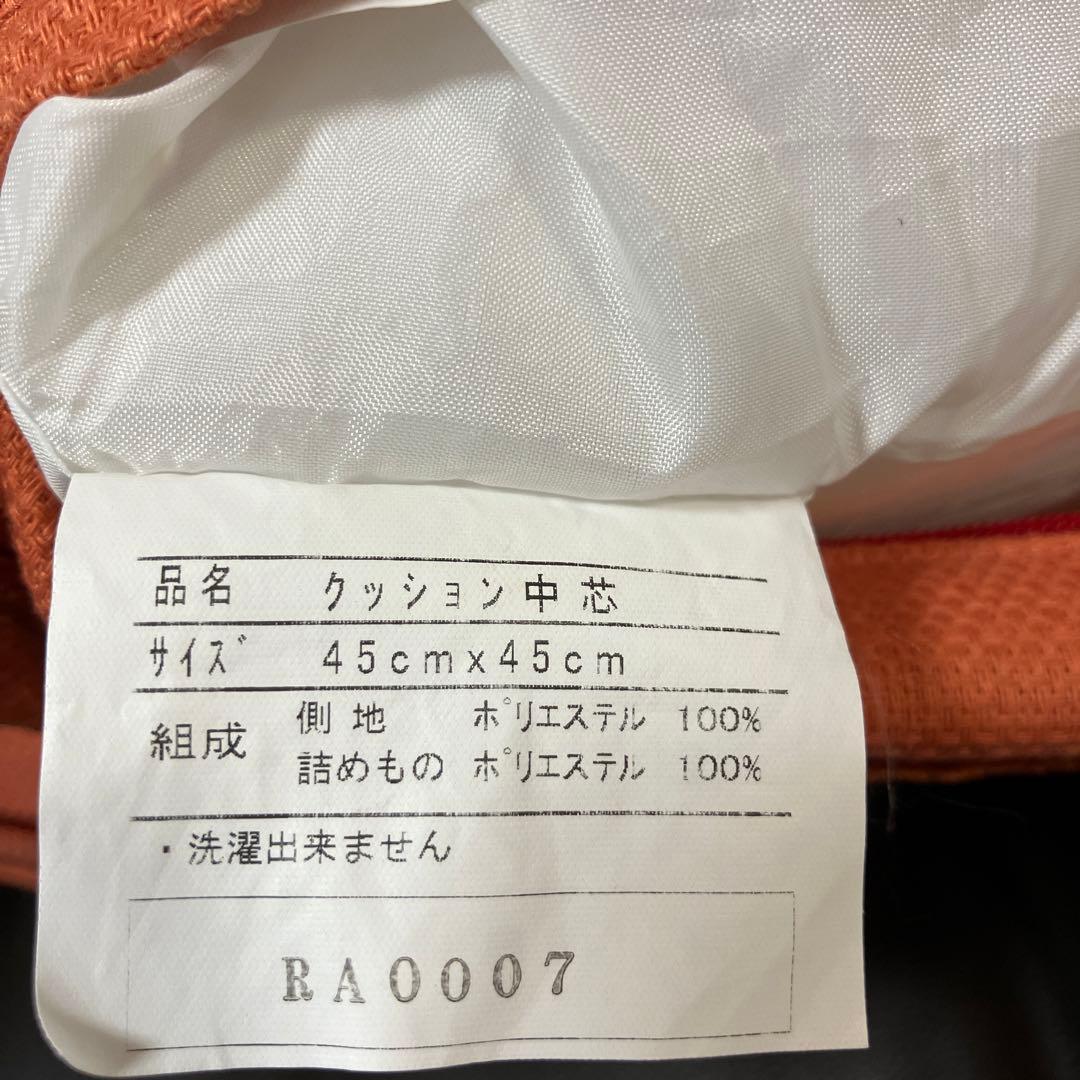 品名 クッション中芯
サイズ 45cmx45cm
組成 側地 ポリエステル 100%
詰めもの ポリエステル 100%
・洗濯出来ません
RA0007